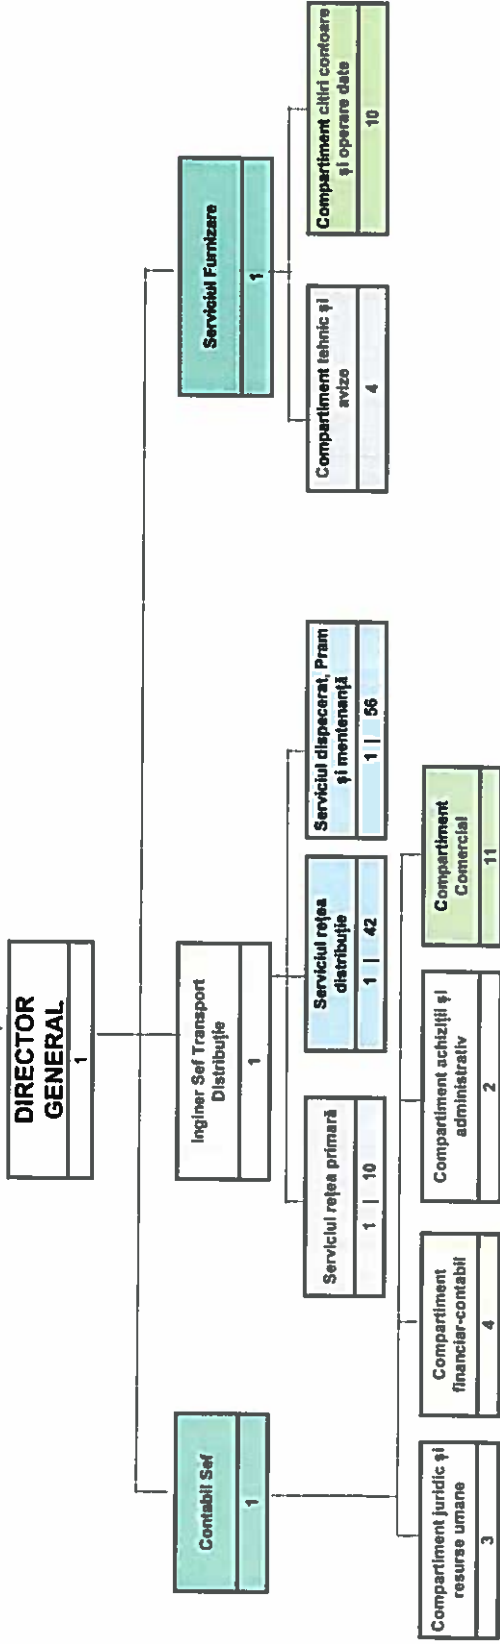 DIRECTOR
GENERAL
1
Contabil Sef
1
Inginer Sef Transport
Distribuție
1
Serviciul Furnizare
1
Serviciul rețea primară
1 | 10
Serviciul rețea
distribuție
1 | 42
Serviciul dispecerat, Pram
și mentenanță
1 | 56
Compartiment tehnic și
avize
4
Compartiment citiri contoare
și operare date
10
Compartiment juridic și
resurse umane
3
Compartiment
financiar-contabil
4
Compartiment achiziții și
administrativ
2
Compartiment
Comercial
11